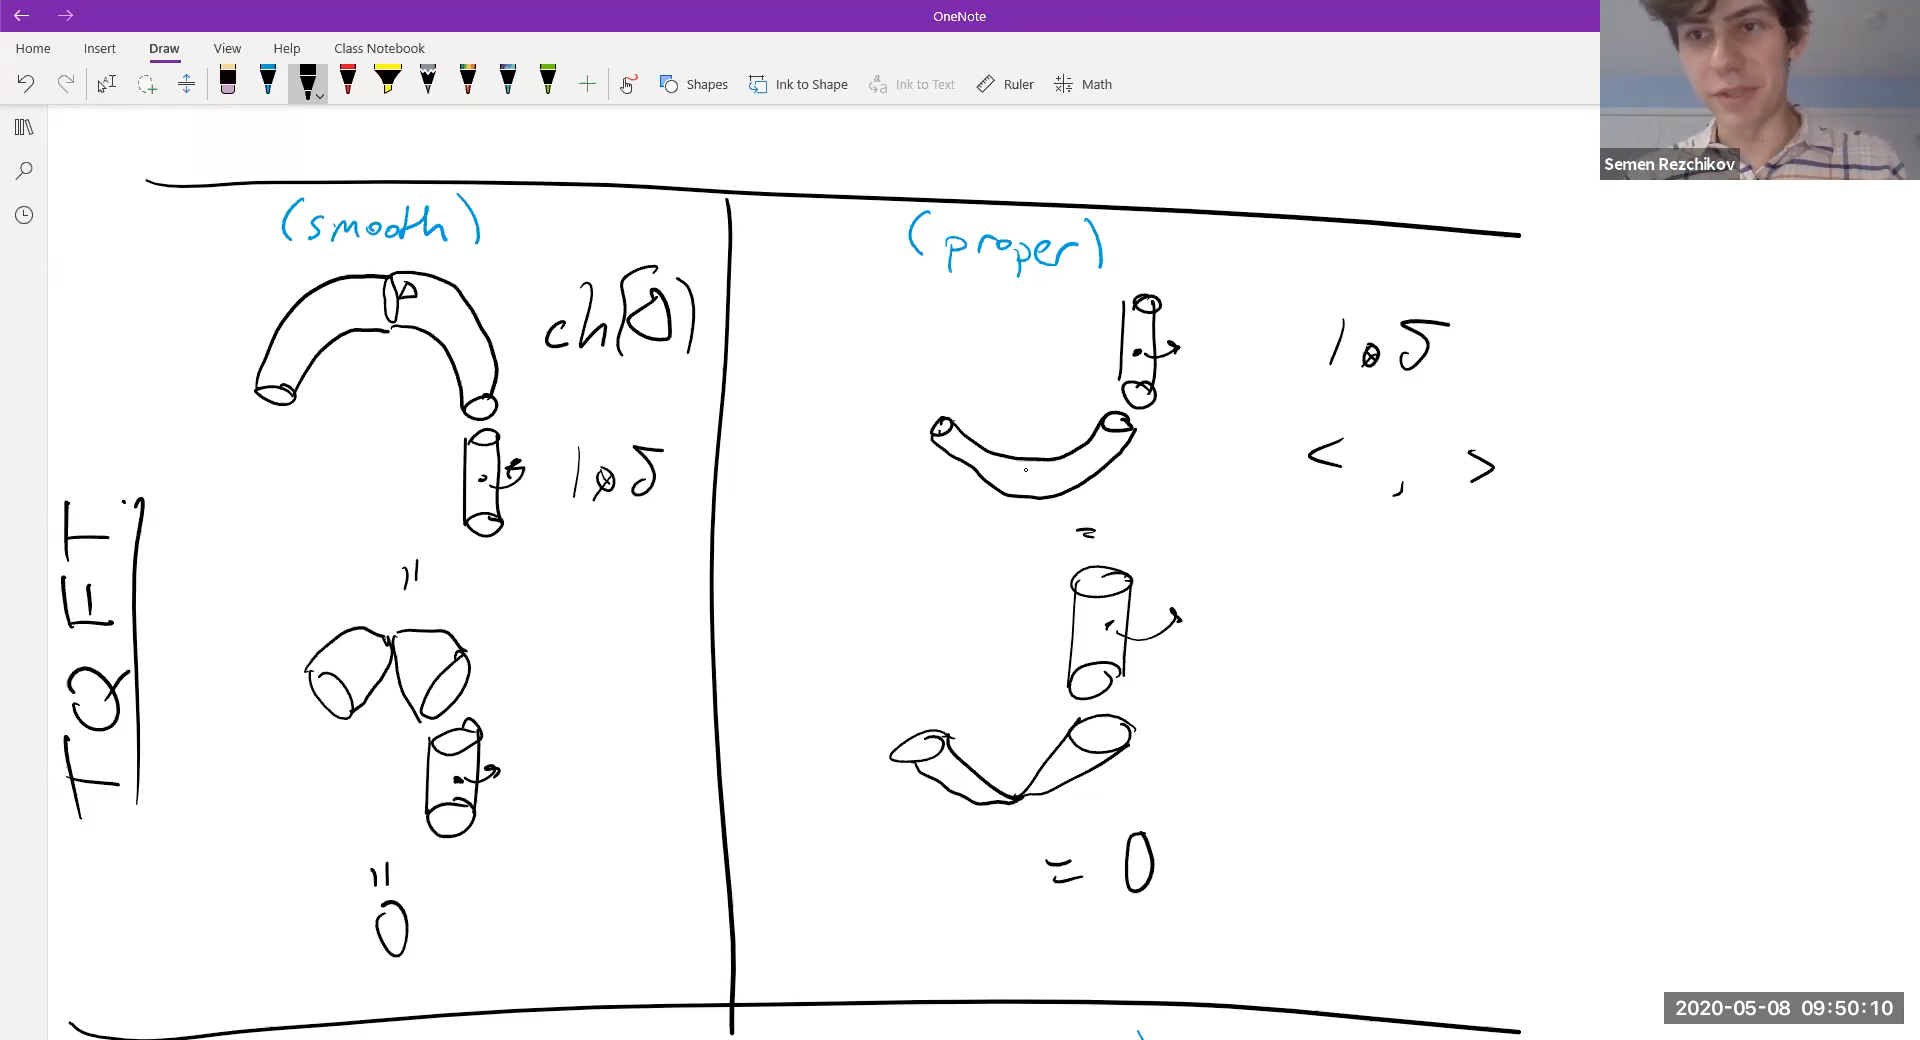 OneNote
Home Insert Draw View Help Class Notebook
Shapes Ink to Shape Ink to Text Ruler Math
Semen Rezchikov
(smooth)
Δ
ch(Δ)
1⊗δ
=
=
0
TQFT
(proper)
1⊗δ
< , >
=
= 0
2020-05-08 09:50:10